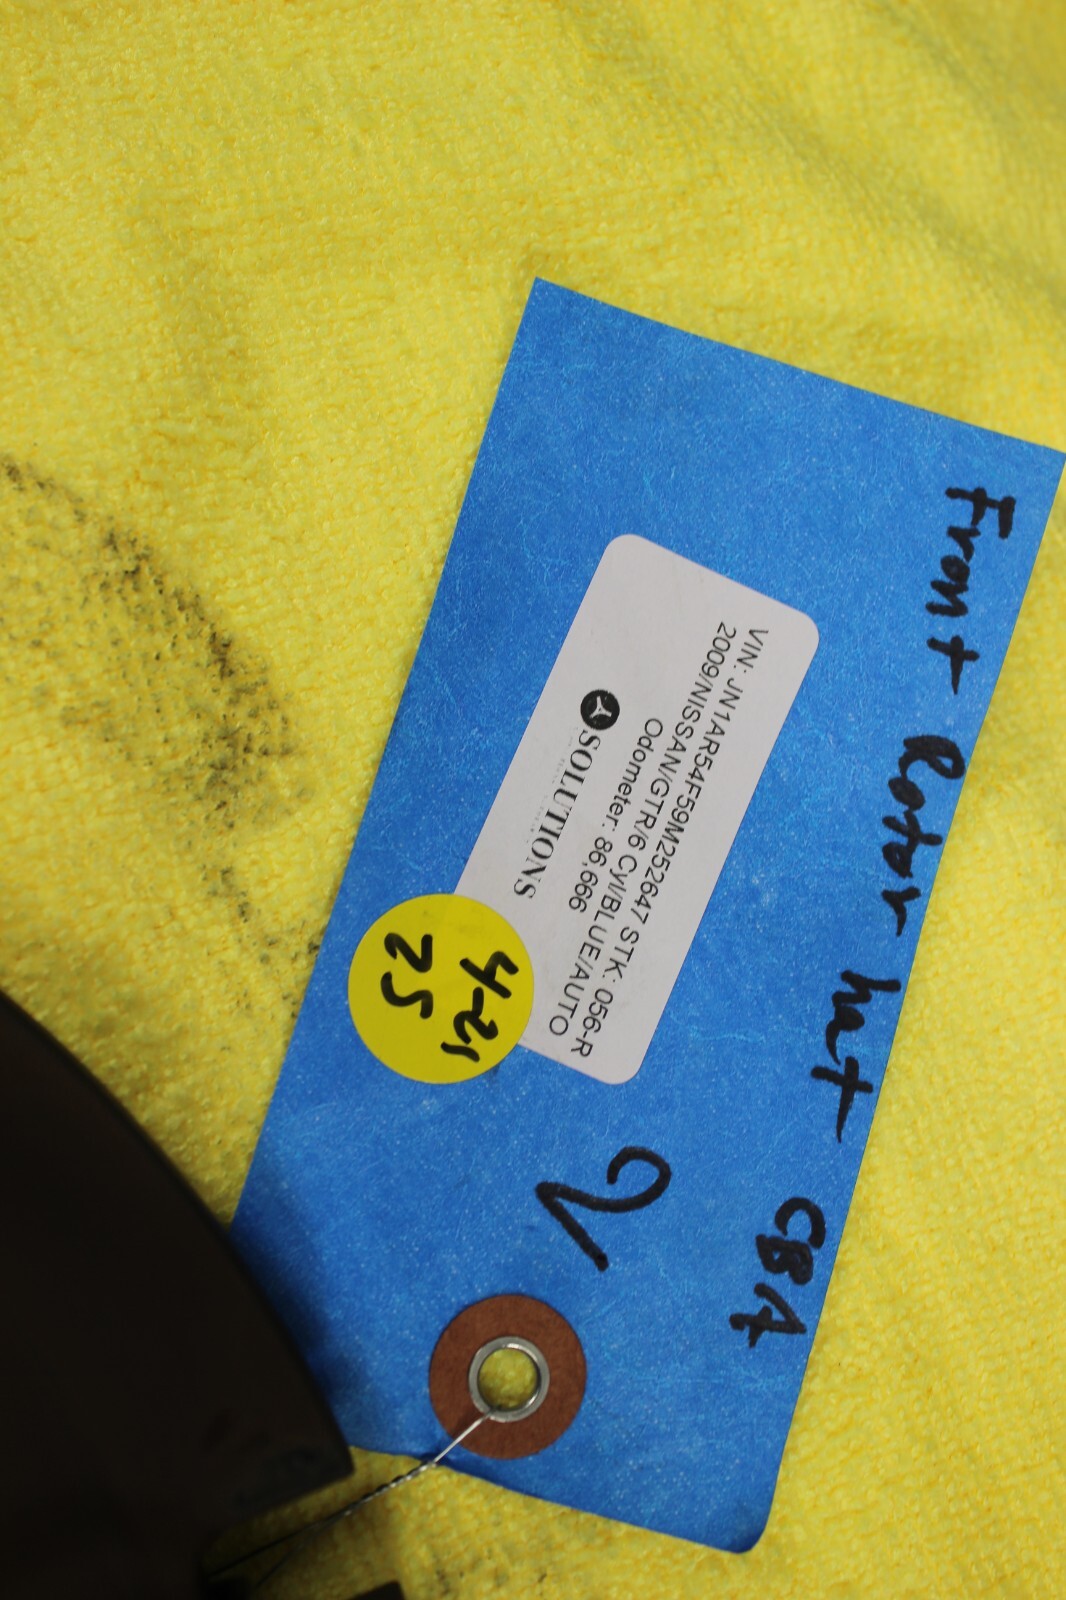 Front Rotor hat CBA
VIN: JN1AR54F59M252647 STK: 056-R
2009/NISSAN/GTR/6 Cyl/BLUE/AUTO
Odometer: 86,666
SOLUTIONS
4-21
25
2